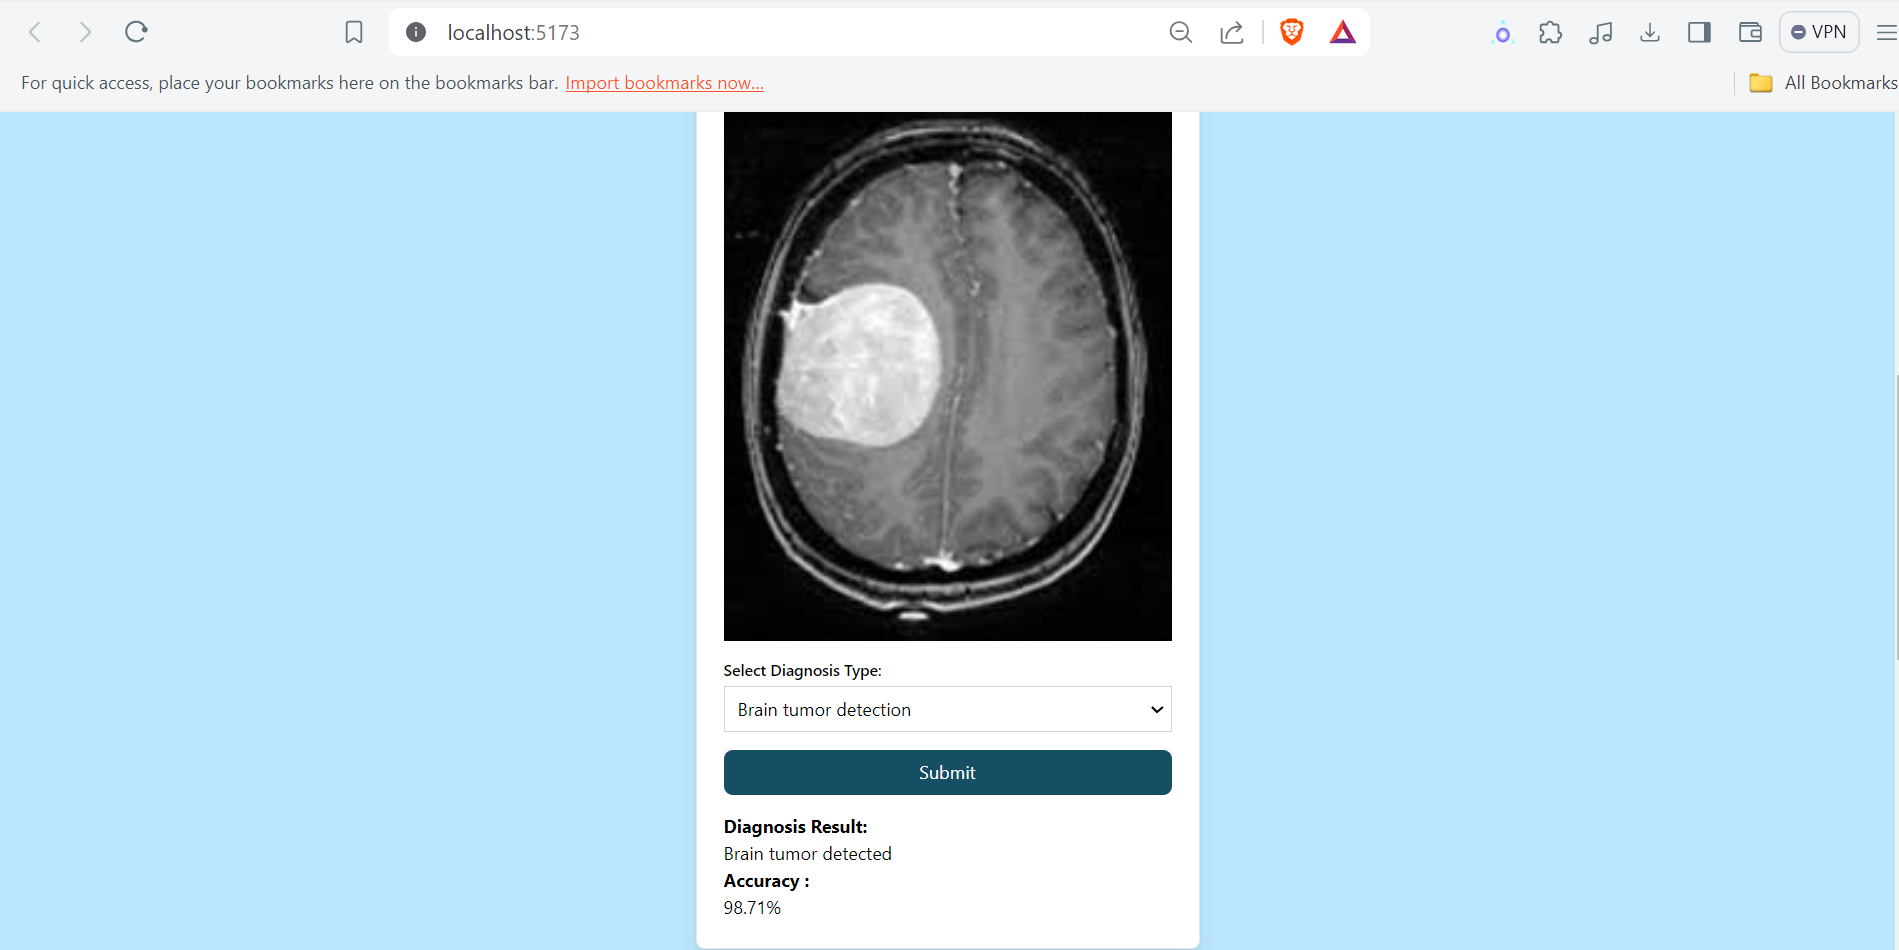 localhost:5173
VPN
For quick access, place your bookmarks here on the bookmarks bar. Import bookmarks now...
All Bookmarks
Select Diagnosis Type:
Brain tumor detection
Submit
Diagnosis Result:
Brain tumor detected
Accuracy :
98.71%